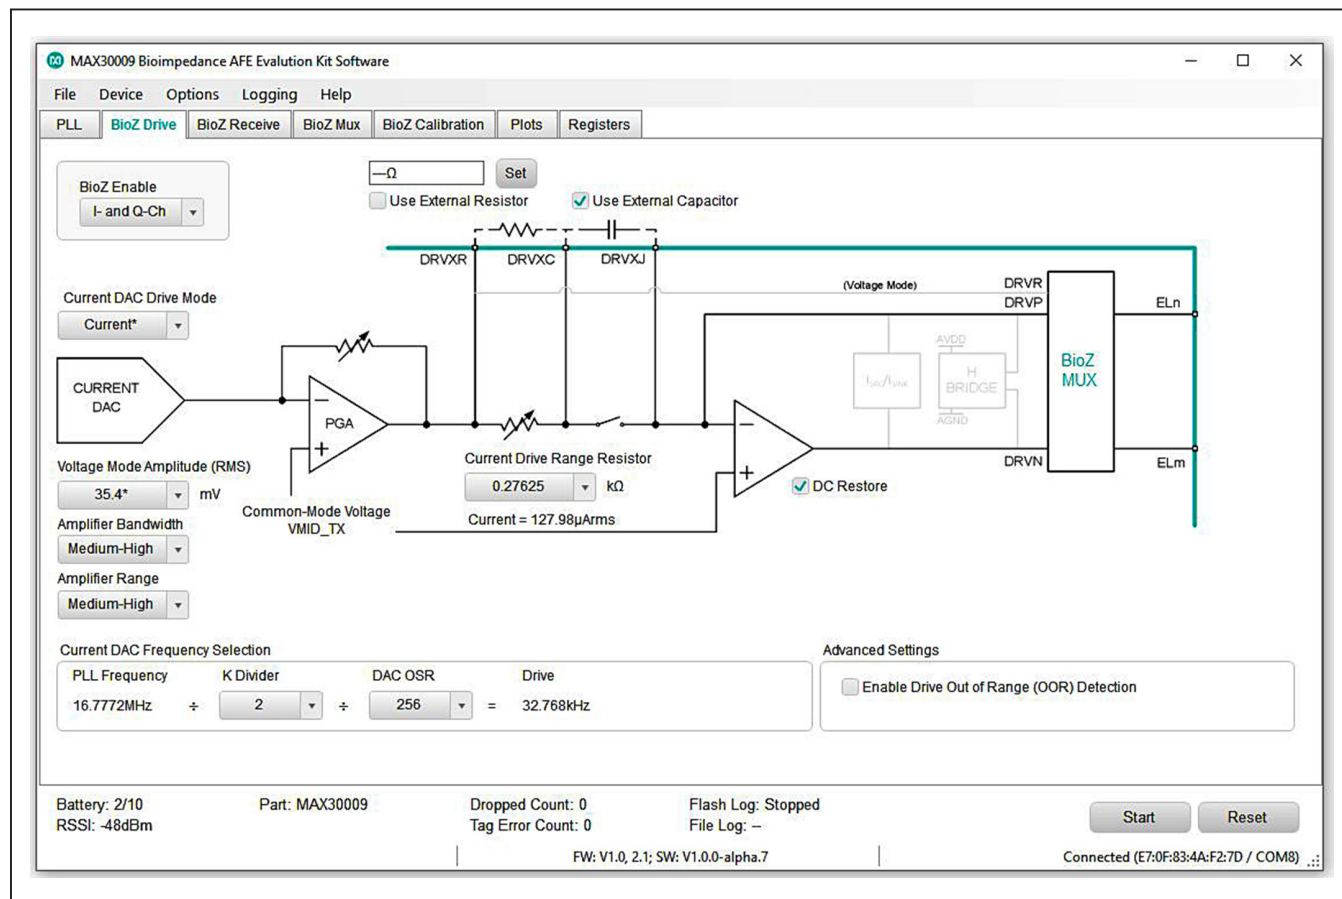 MAX30009 Bioimpedance AFE Evalution Kit Software
File Device Options Logging Help
PLL BioZ Drive BioZ Receive BioZ Mux BioZ Calibration Plots Registers
BioZ Enable
I- and Q-Ch
—Ω Set
Use External Resistor Use External Capacitor
DRVXR DRVXC DRVXJ
(Voltage Mode) DRVR
DRVP ELn
Current DAC Drive Mode
Current*
AVDD
H
BRIDGE
AGND
ISRC/ISINK
BioZ
MUX
CURRENT
DAC
PGA
DRVN ELm
Voltage Mode Amplitude (RMS)
35.4* mV
Current Drive Range Resistor
0.27625 kΩ
DC Restore
Common-Mode Voltage
VMID_TX
Current = 127.98µArms
Amplifier Bandwidth
Medium-High
Amplifier Range
Medium-High
Current DAC Frequency Selection
PLL Frequency K Divider DAC OSR Drive
16.7772MHz ÷ 2 ÷ 256 = 32.768kHz
Advanced Settings
Enable Drive Out of Range (OOR) Detection
Battery: 2/10 Part: MAX30009 Dropped Count: 0 Flash Log: Stopped
RSSI: -48dBm Tag Error Count: 0 File Log: --
Start Reset
FW: V1.0, 2.1; SW: V1.0.0-alpha.7 Connected (E7:0F:83:4A:F2:7D / COM8)